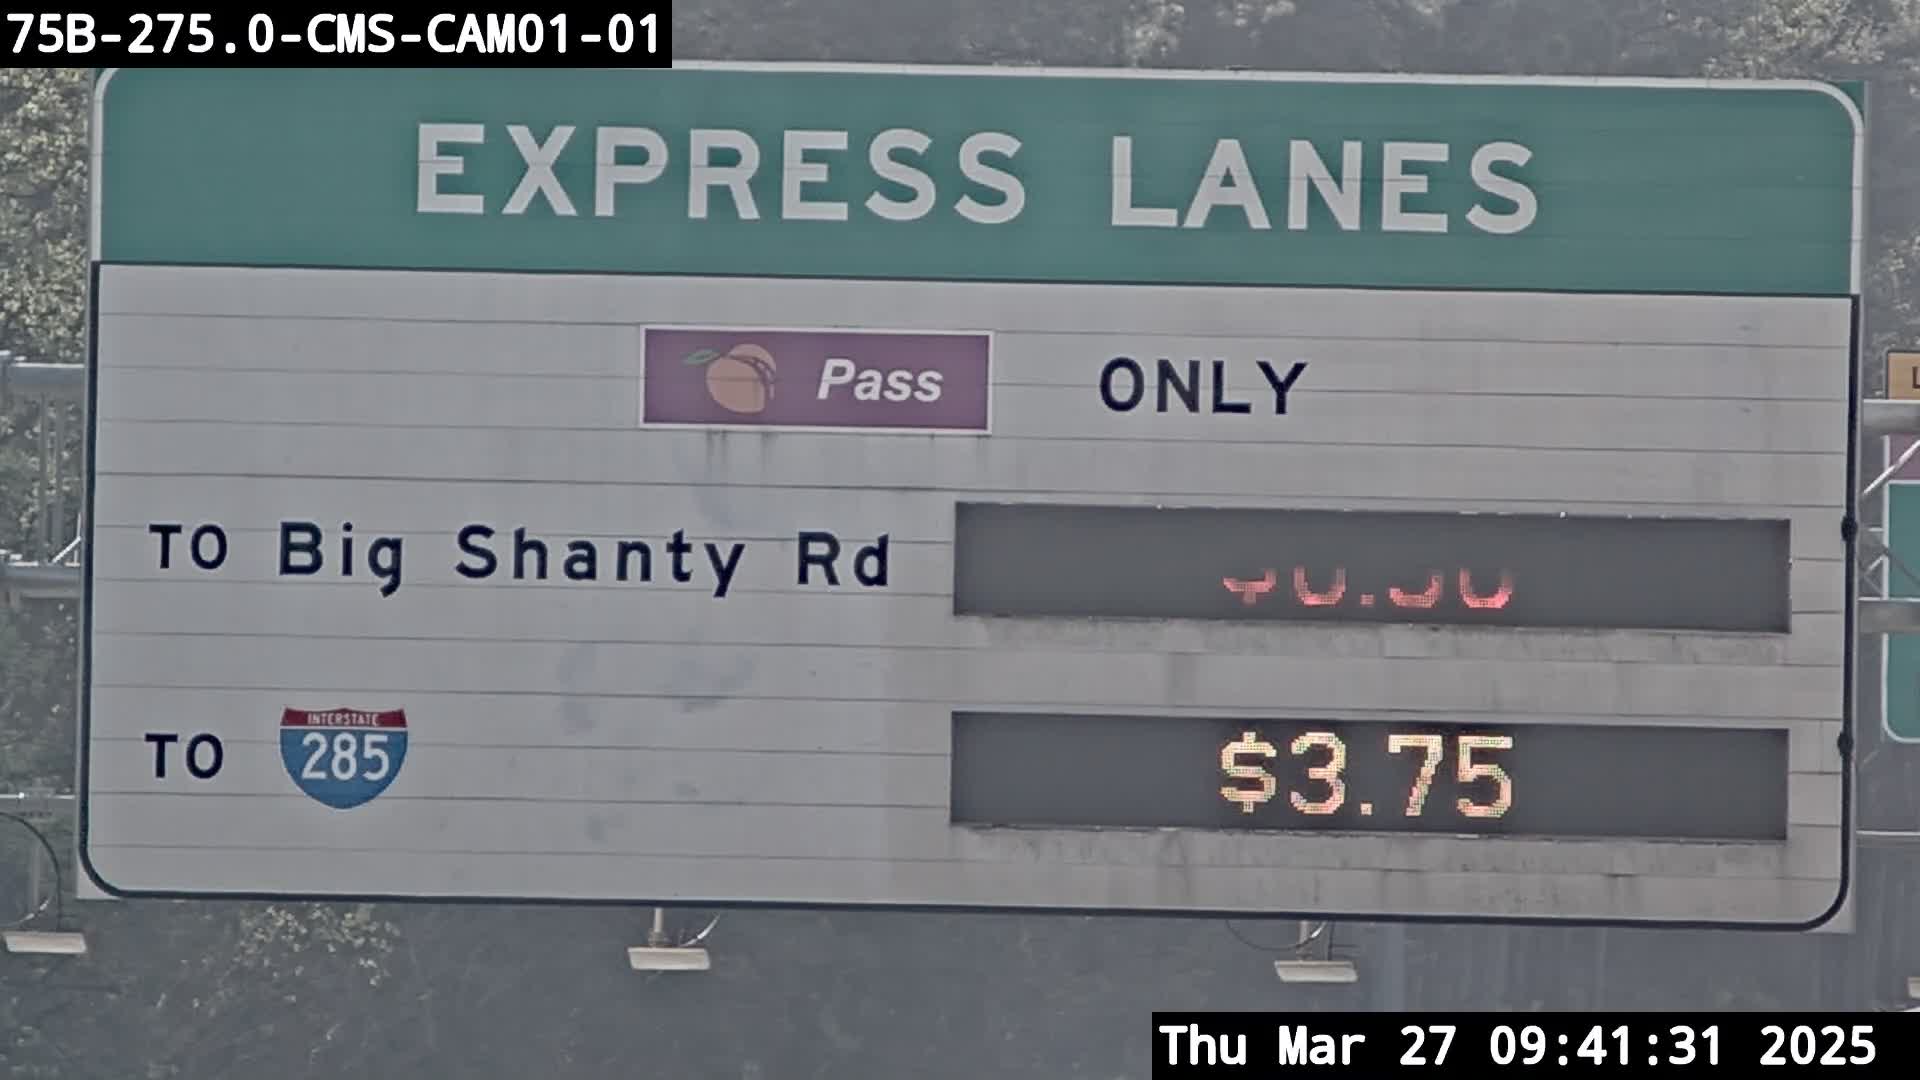 75B-275.0-CMS-CAM01-01
EXPRESS LANES
Pass ONLY
TO Big Shanty Rd
TO INTERSTATE 285 $3.75
Thu Mar 27 09:41:31 2025